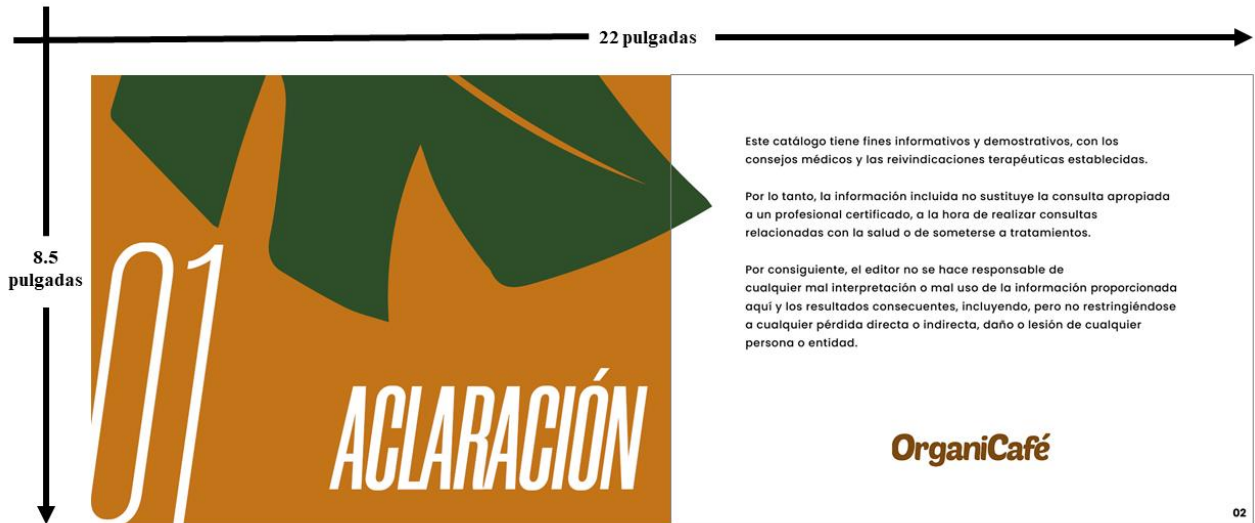 22 pulgadas
8.5
pulgadas
01
ACLARACIÓN
Este catálogo tiene fines informativos y demostrativos, con los
consejos médicos y las reivindicaciones terapéuticas establecidas.
Por lo tanto, la información incluida no sustituye la consulta apropiada
a un profesional certificado, a la hora de realizar consultas
relacionadas con la salud o de someterse a tratamientos.
Por consiguiente, el editor no se hace responsable de
cualquier mal interpretación o mal uso de la información proporcionada
aquí y los resultados consecuentes, incluyendo, pero no restringiéndose
a cualquier pérdida directa o indirecta, daño o lesión de cualquier
persona o entidad.
OrganiCafé
02